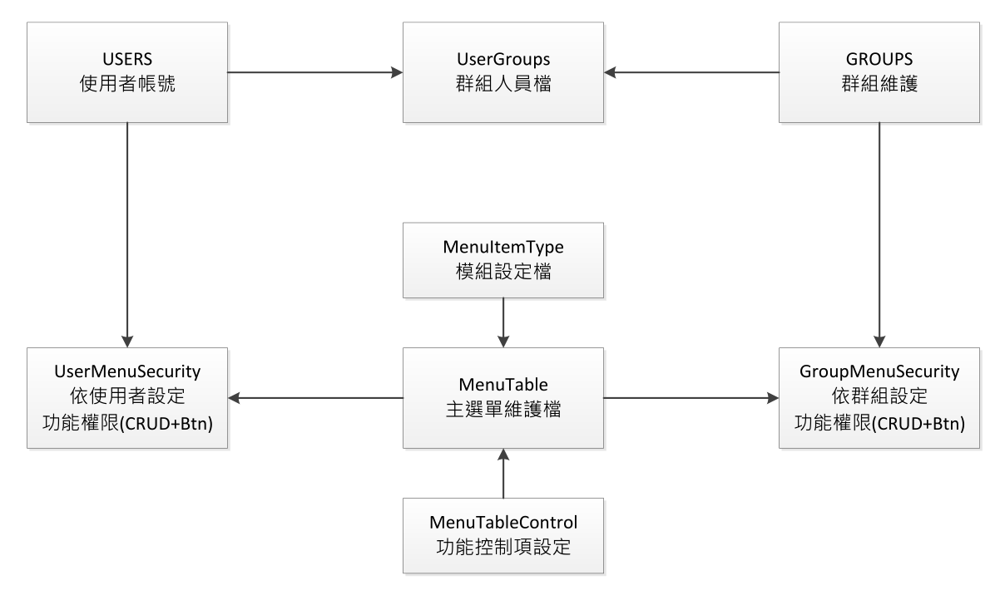 USERS
使用者帳號
UserGroups
群組人員檔
GROUPS
群組維護
MenuItemType
模組設定檔
UserMenuSecurity
依使用者設定
功能權限(CRUD+Btn)
MenuTable
主選單維護檔
GroupMenuSecurity
依群組設定
功能權限(CRUD+Btn)
MenuTableControl
功能控制項設定